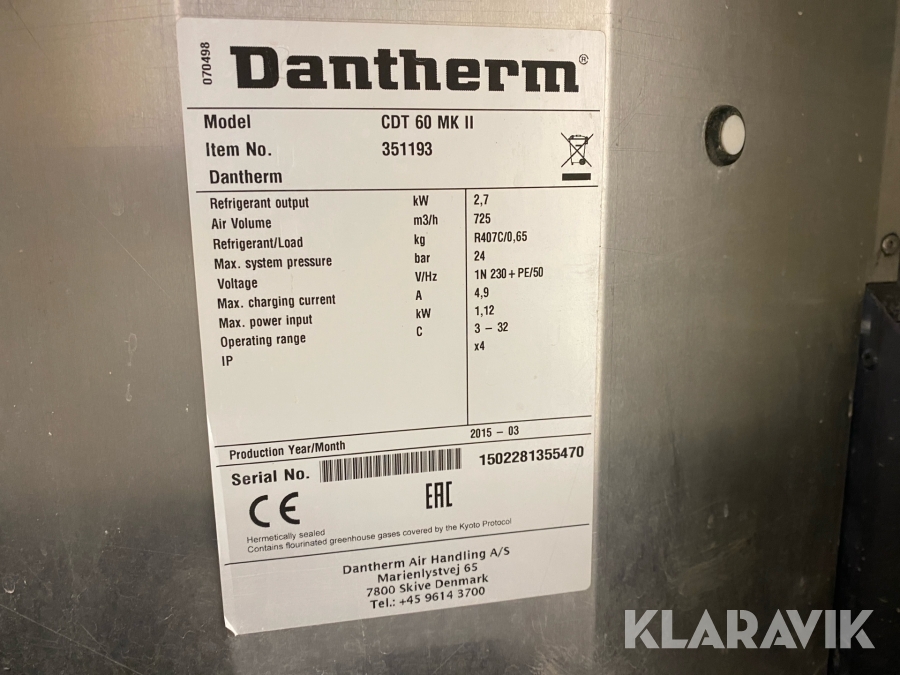 070498
Dantherm®
Model CDT 60 MK II
Item No. 351193
Dantherm
Refrigerant output kW 2,7
Air Volume m3/h 725
Refrigerant/Load kg R407C/0,65
Max. system pressure bar 24
Voltage V/Hz 1N 230 + PE/50
Max. charging current A 4,9
Max. power input kW 1,12
Operating range C 3 – 32
IP x4
Production Year/Month 2015 – 03
Serial No. 1502281355470
CE EAC
Hermetically sealed
Contains flourinated greenhouse gases covered by the Kyoto Protocol
Dantherm Air Handling A/S
Marienlystvej 65
7800 Skive Denmark
Tel.: +45 9614 3700
KLARAVIK